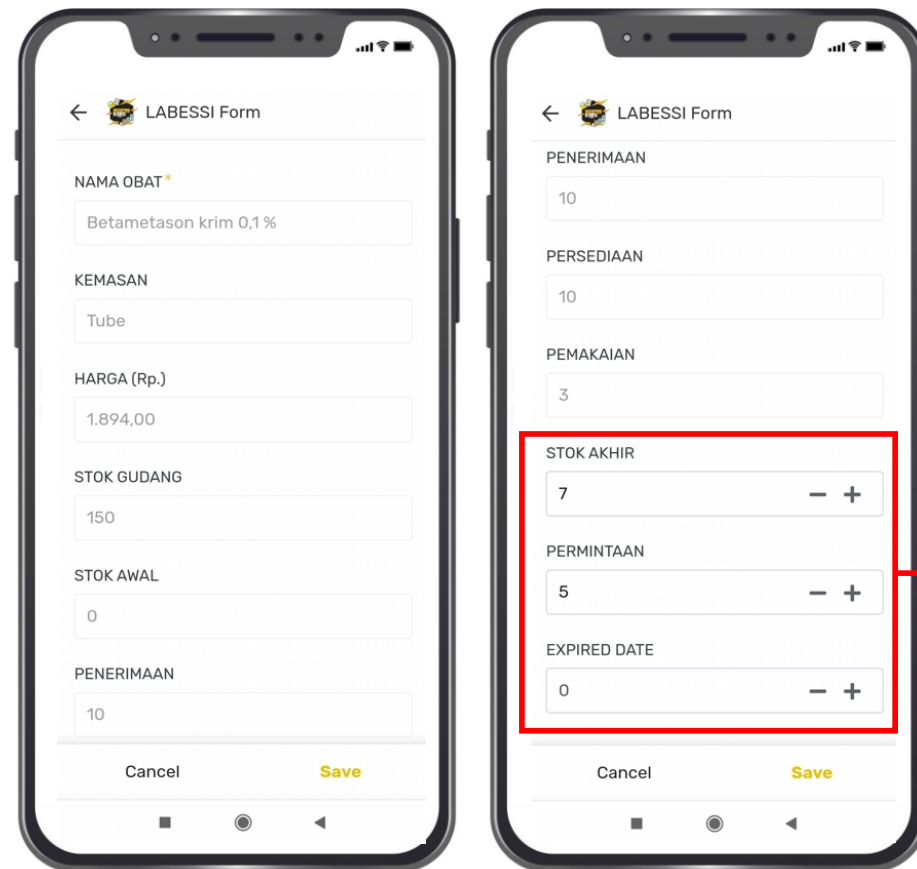 LABESSI Form
NAMA OBAT*
Betametason krim 0,1 %
KEMASAN
Tube
HARGA (Rp.)
1.894,00
STOK GUDANG
150
STOK AWAL
0
PENERIMAAN
10
Cancel Save
LABESSI Form
PENERIMAAN
10
PERSEDIAAN
10
PEMAKAIAN
3
STOK AKHIR
7
PERMINTAAN
5
EXPIRED DATE
0
Cancel Save